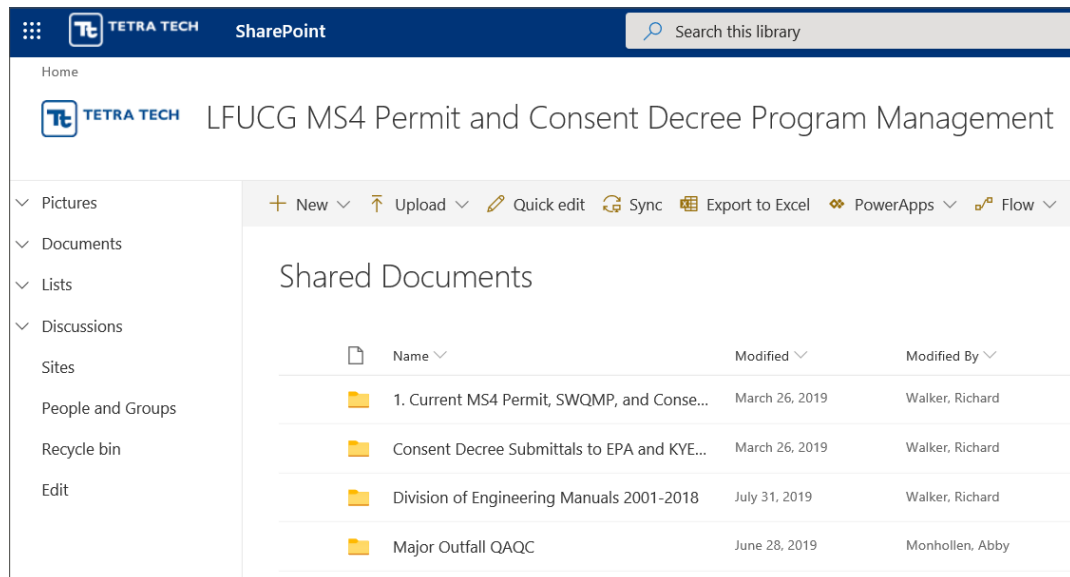 Tt TETRA TECH SharePoint Search this library
Home
Tt TETRA TECH LFUCG MS4 Permit and Consent Decree Program Management
Pictures
Documents
Lists
Discussions
Sites
People and Groups
Recycle bin
Edit
New Upload Quick edit Sync Export to Excel PowerApps Flow
Shared Documents
Name Modified Modified By
1. Current MS4 Permit, SWQMP, and Conse... March 26, 2019 Walker, Richard
Consent Decree Submittals to EPA and KYE... March 26, 2019 Walker, Richard
Division of Engineering Manuals 2001-2018 July 31, 2019 Walker, Richard
Major Outfall QAQC June 28, 2019 Monhollen, Abby